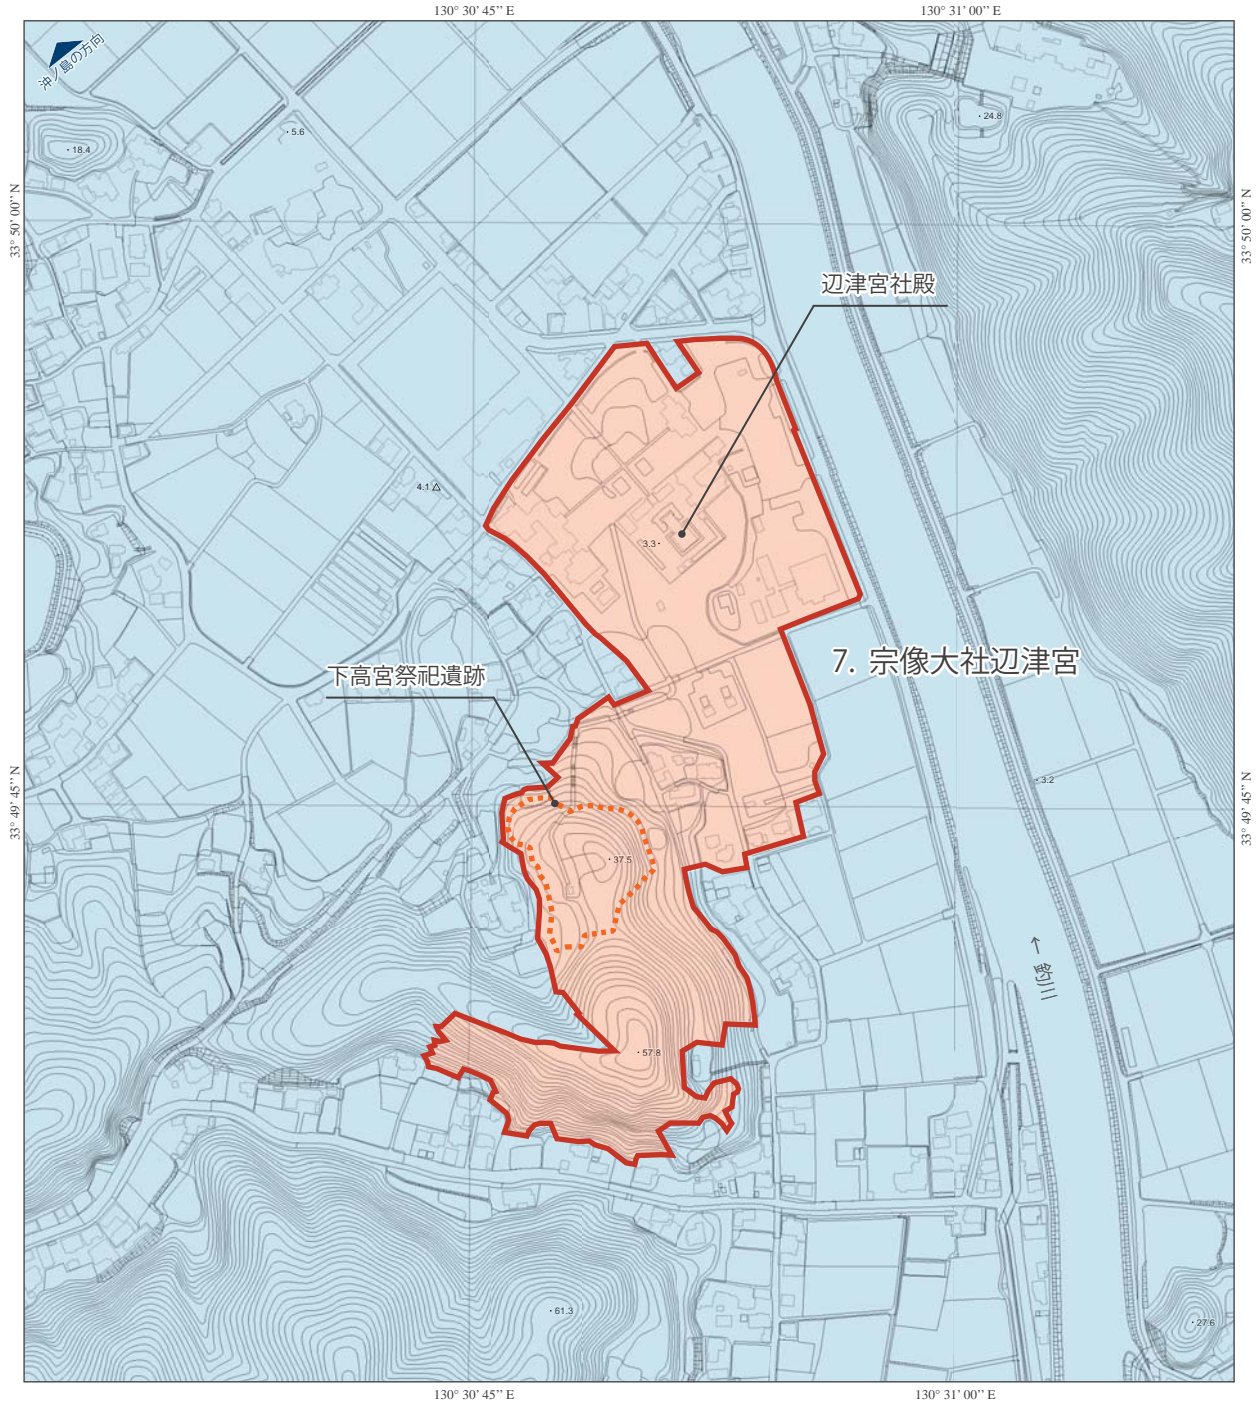 130° 30’ 45’’ E
130° 31’ 00’’ E
沖ノ島の方向
24.8
5.6
18.4
33° 50’ 00’’ N
33° 50’ 00’’ N
辺津宮社殿
4.1
3.3
7. 宗像大社辺津宮
下高宮祭祀遺跡
33° 49’ 45’’ N
3.2
33° 49’ 45’’ N
37.5
← 釣川
57.8
61.3
27.6
130° 30’ 45’’ E
130° 31’ 00’’ E